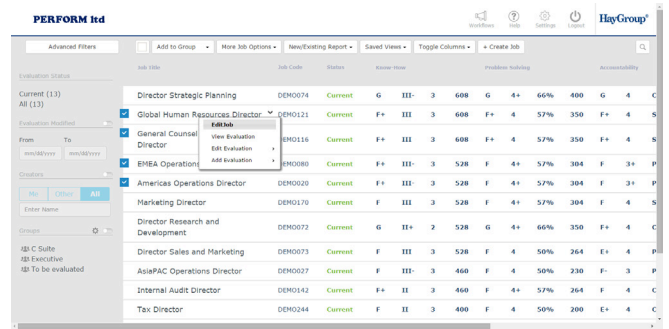 PERFORM ltd
Workflows Help Settings Logout HayGroup®
Advanced Filters Add to Group More Job Options New/Existing Report Saved Views Toggle Columns + Create Job
Job Title Job Code Status Know-How Problem Solving Accountability
Evaluation Status
Current (13)
All (13)
Evaluation Modified
From To
mm/dd/yyyy mm/dd/yyyy
Creators
Me Other All
Enter Name
Groups
C Suite
Executive
To be evaluated
Director Strategic Planning DEMO074 Current G III- 3 608 G 4+ 66% 400 G 4 C
Global Human Resources Director DEMO121 Current F+ III 3 608 F+ 4 57% 350 F+ 4 S
Edit Job
View Evaluation
Edit Evaluation
Add Evaluation
General Counsel
Director EMO116 Current F+ III 3 608 F+ 4 57% 350 F+ 4 S
EMEA Operations DEMO080 Current F+ III- 3 528 F 4+ 57% 304 F 3+ P
Americas Operations Director DEMO020 Current F+ III- 3 528 F 4+ 57% 304 F 3+ P
Marketing Director DEMO170 Current F III 3 528 F 4+ 57% 304 F 4 S
Director Research and
Development DEMO072 Current G II+ 2 528 G 4+ 66% 350 F+ 4 C
Director Sales and Marketing DEMO073 Current F III 3 528 F 4 50% 264 E+ 4 P
AsiaPAC Operations Director DEMO027 Current F III- 3 460 F 4 50% 230 F- 3 P
Internal Audit Director DEMO142 Current F+ II 3 460 F 4+ 57% 264 F 4 C
Tax Director DEMO244 Current F+ II 3 400 F 4 50% 200 E+ 4 C